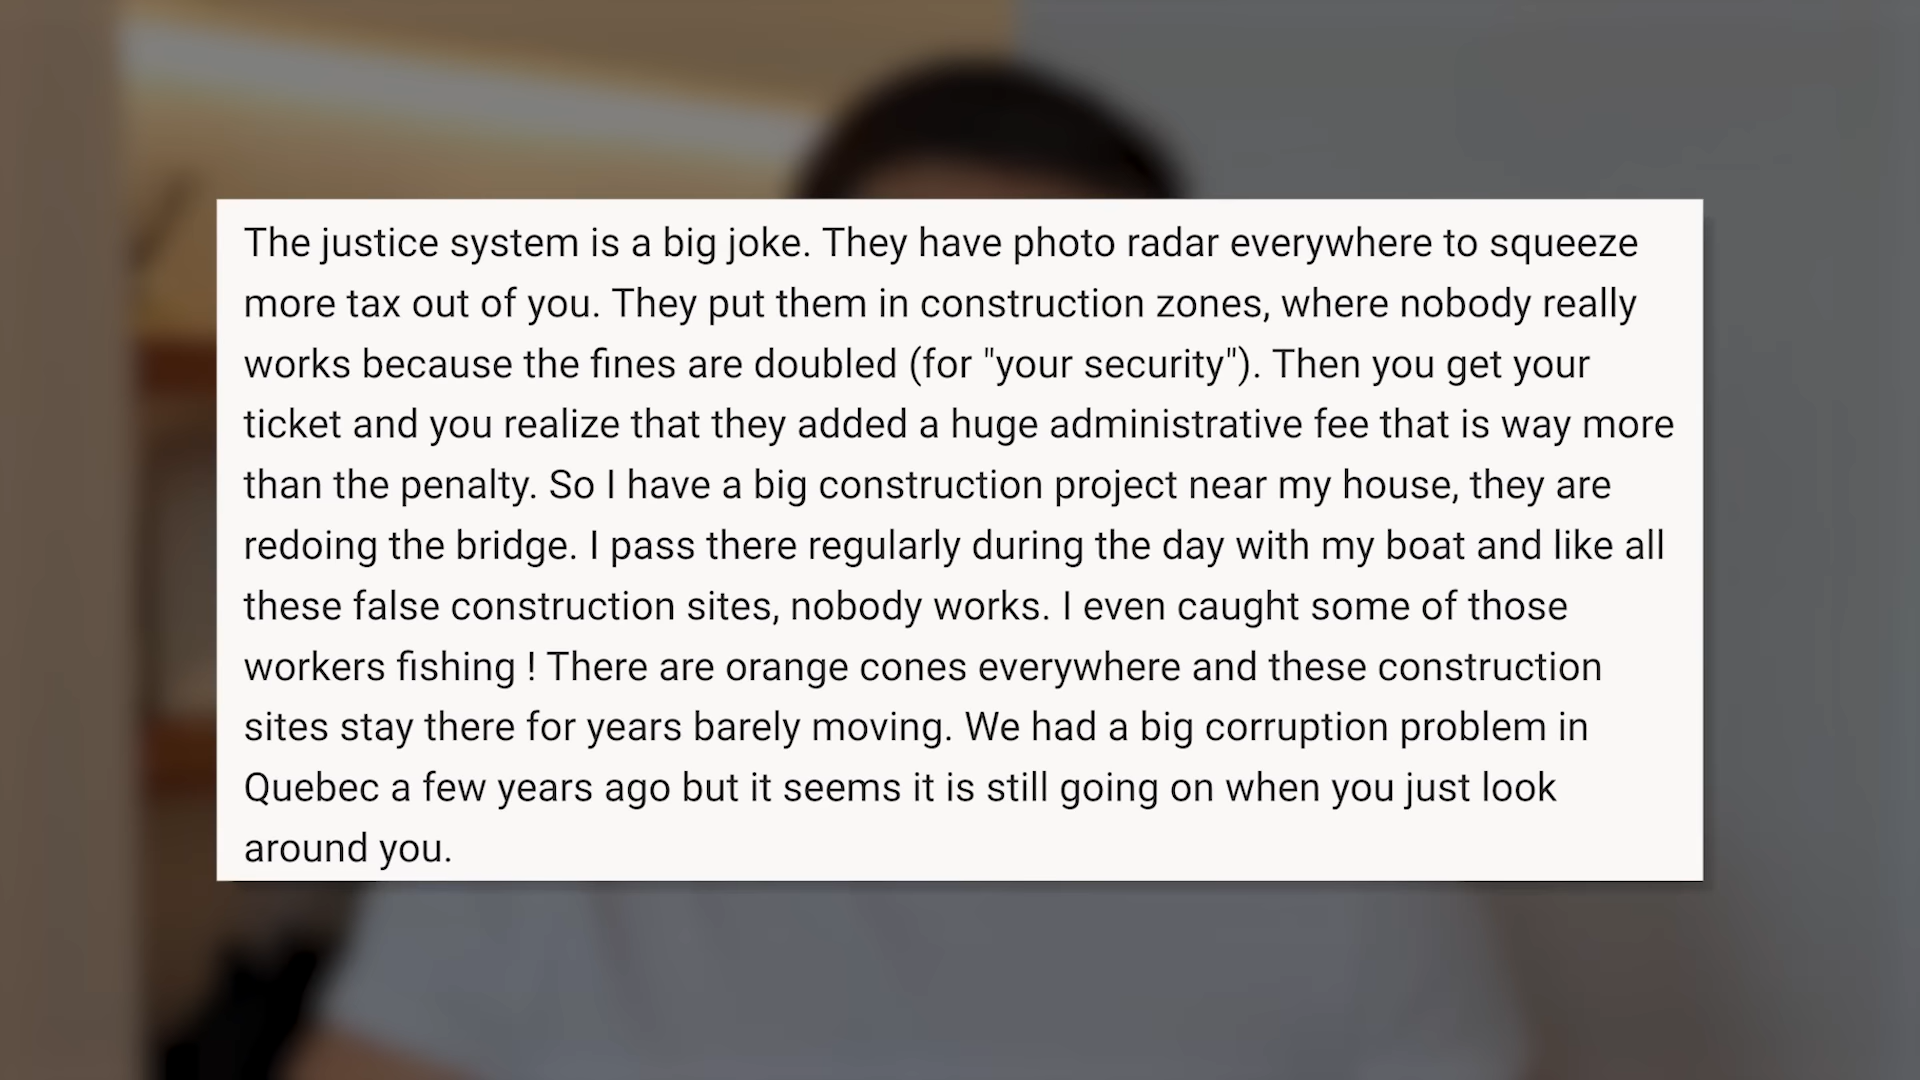 The justice system is a big joke. They have photo radar everywhere to squeeze
more tax out of you. They put them in construction zones, where nobody really
works because the fines are doubled (for "your security"). Then you get your
ticket and you realize that they added a huge administrative fee that is way more
than the penalty. So I have a big construction project near my house, they are
redoing the bridge. I pass there regularly during the day with my boat and like all
these false construction sites, nobody works. I even caught some of those
workers fishing ! There are orange cones everywhere and these construction
sites stay there for years barely moving. We had a big corruption problem in
Quebec a few years ago but it seems it is still going on when you just look
around you.